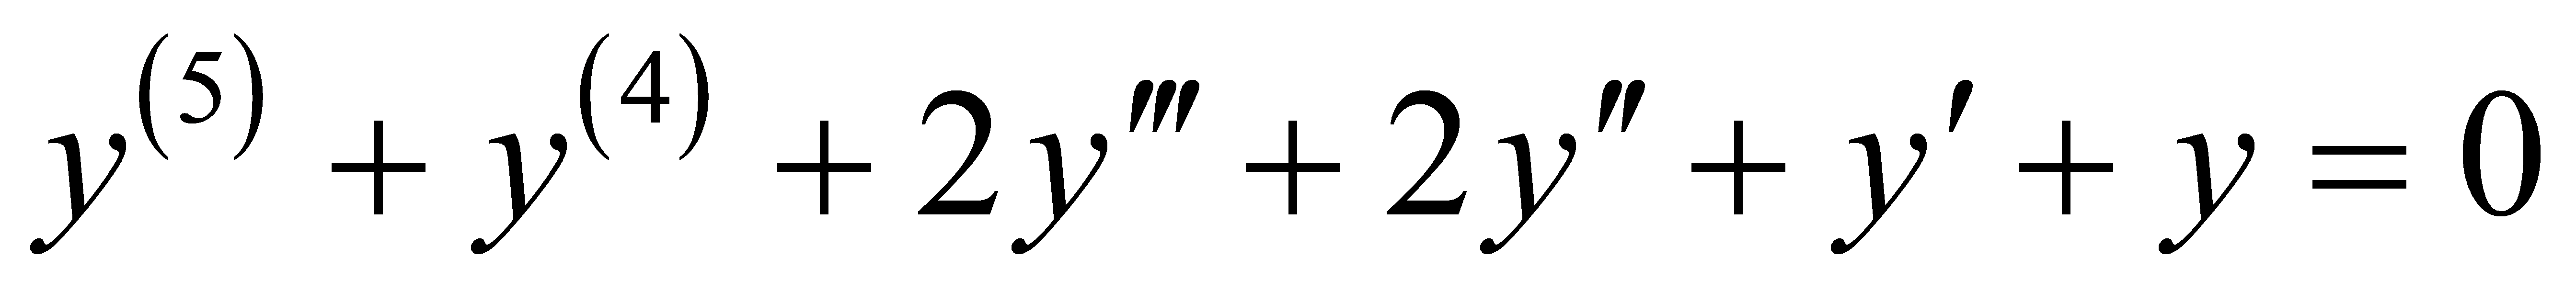 y⁽⁵⁾ + y⁽⁴⁾ + 2y‴ + 2y″ + y′ + y = 0